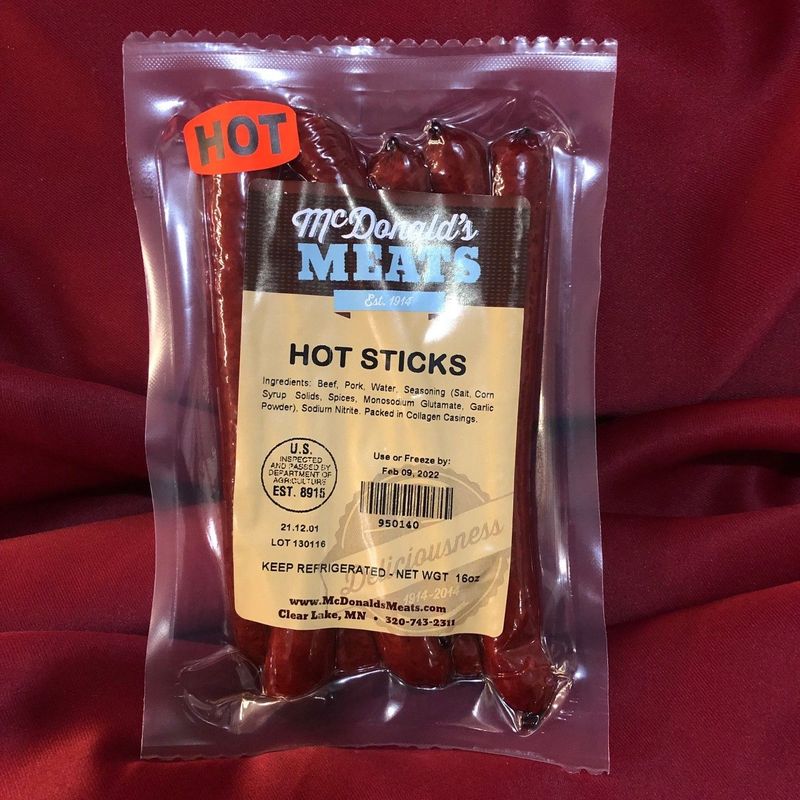 HOT
McDonald's
MEATS
Est. 1914
HOT STICKS
Ingredients: Beef, Pork, Water, Seasoning (Salt, Corn
Syrup Solids, Spices, Monosodium Glutamate, Garlic
Powder), Sodium Nitrite. Packed in Collagen Casings.
U.S.
INSPECTED
AND PASSED BY
DEPARTMENT OF
AGRICULTURE
EST. 8915
Use or Freeze by:
Feb 09, 2022
950140
21.12.01
LOT 130116
Deliciousness
1914-2014
KEEP REFRIGERATED - NET WGT 16oz
www.McDonaldsMeats.com
Clear Lake, MN • 320-743-2311